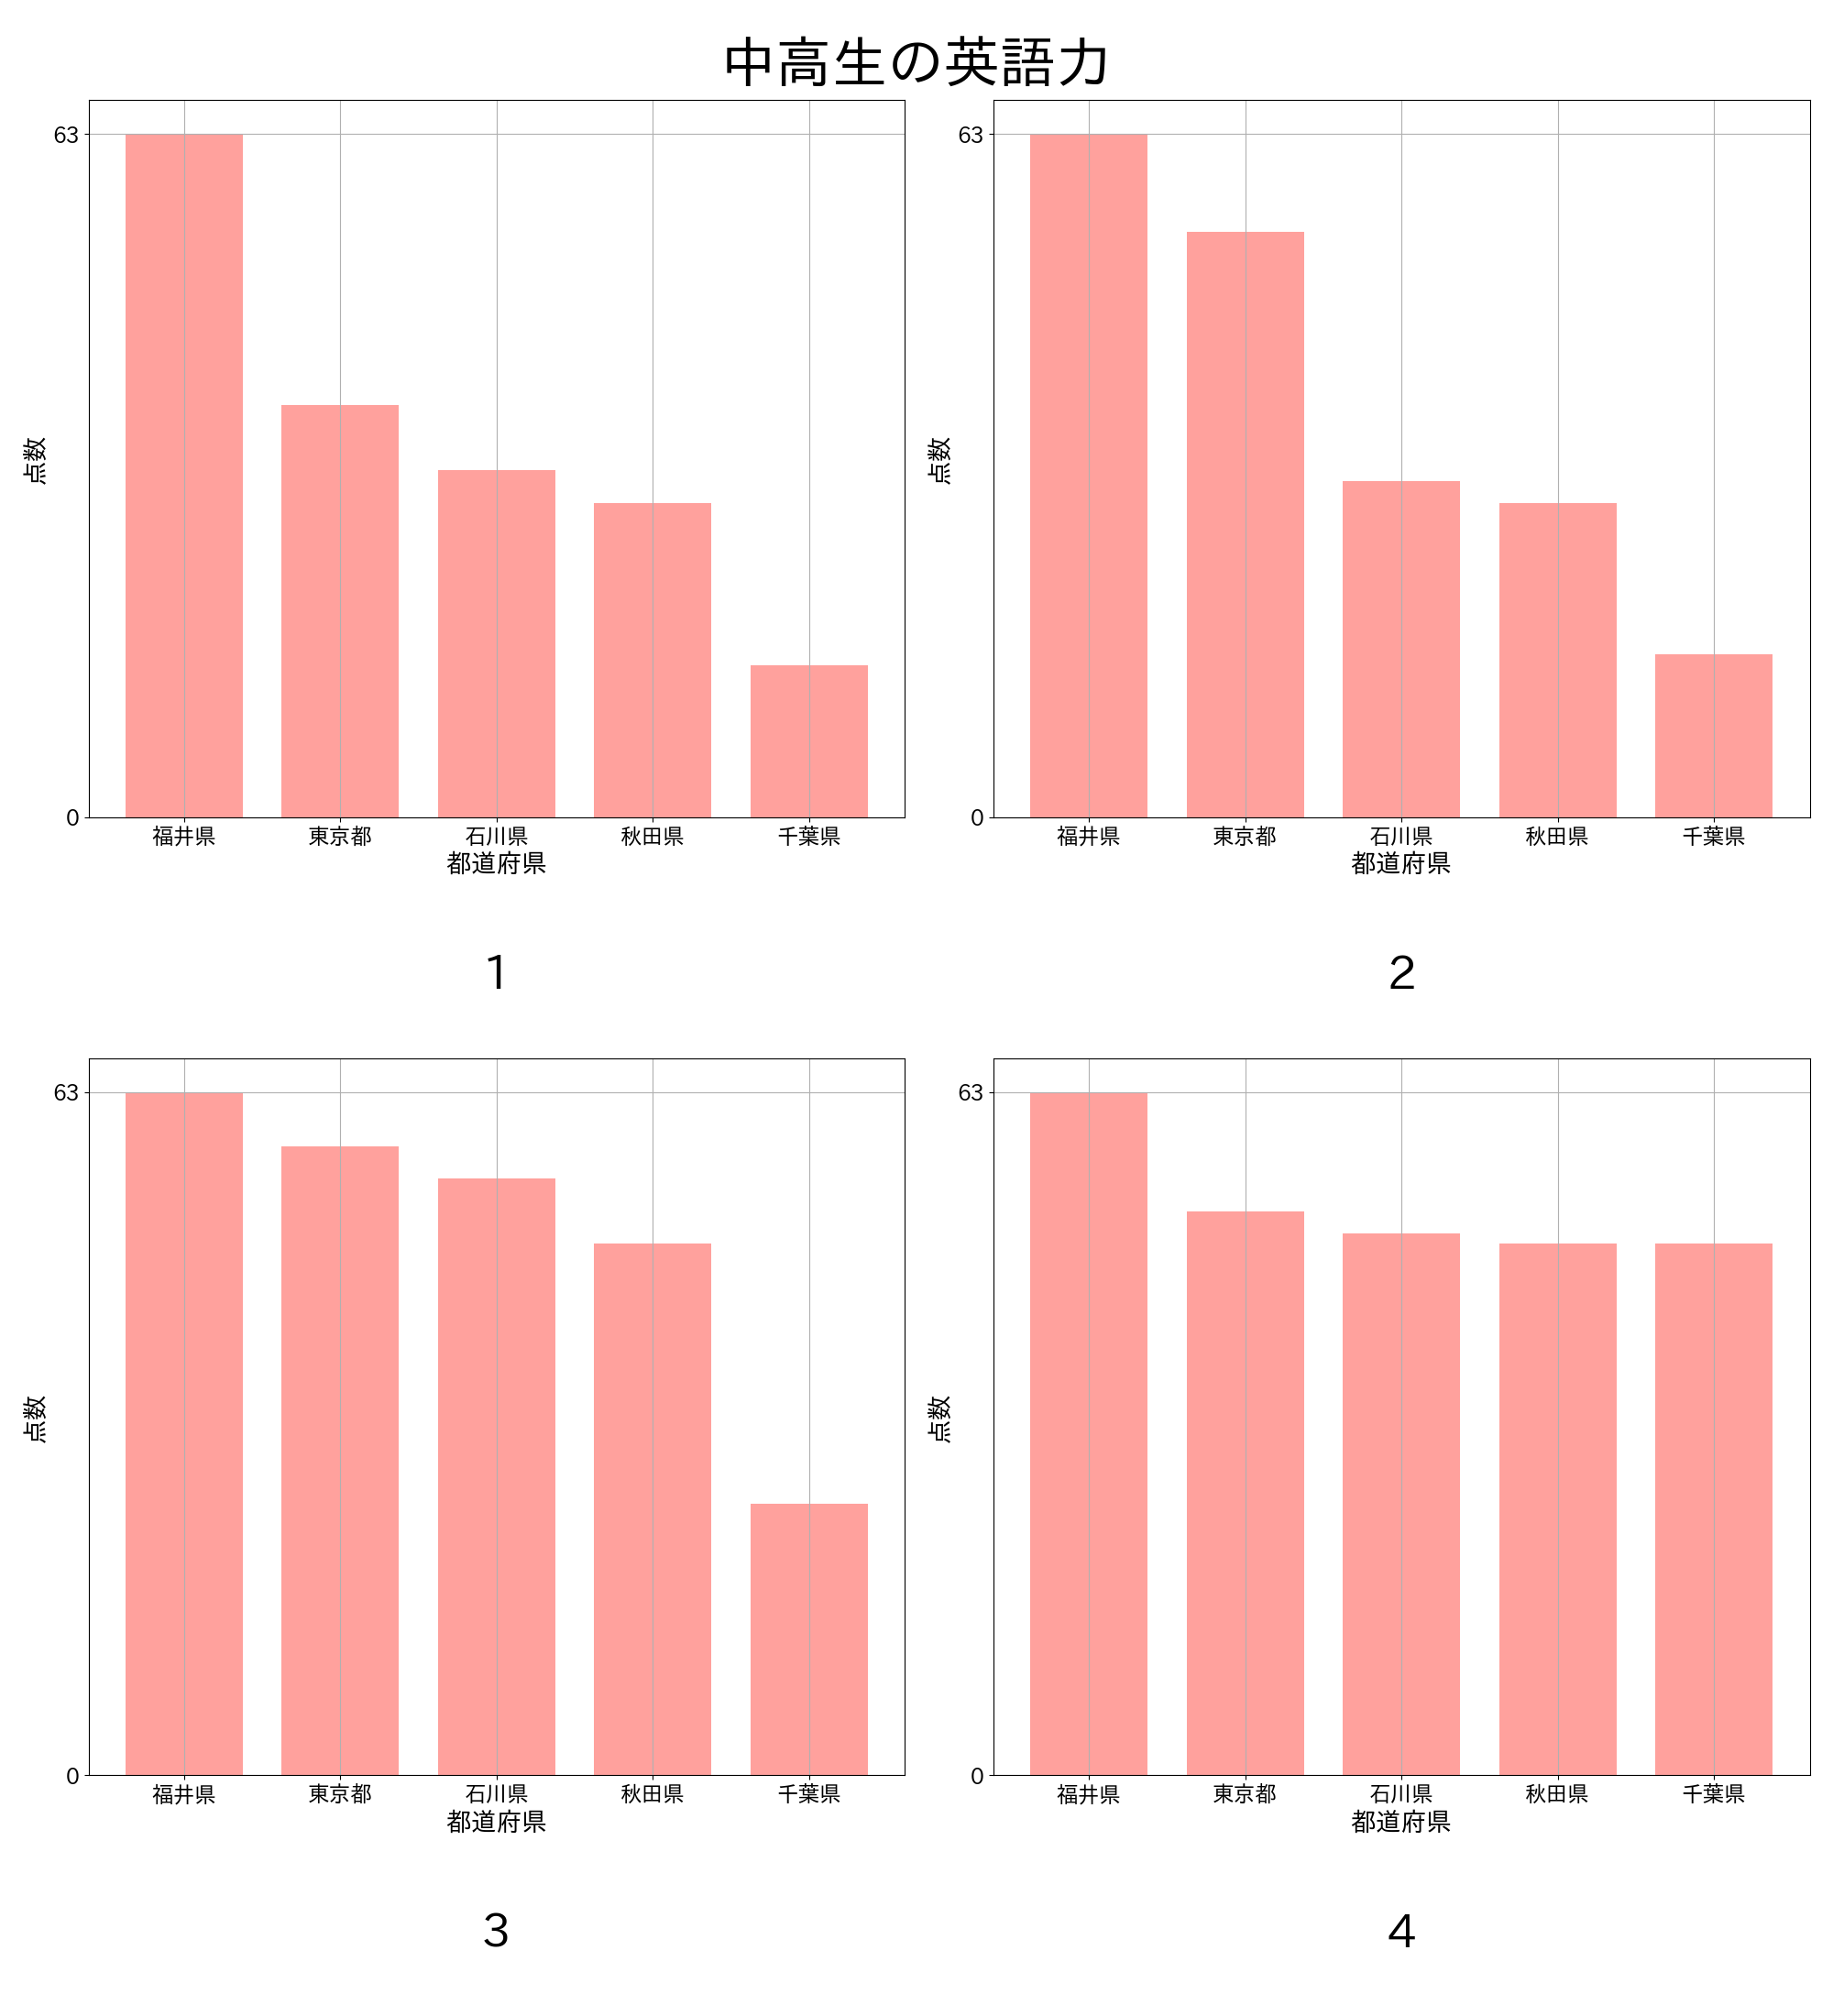 中高生の英語力
63
点数
0
福井県 東京都 石川県 秋田県 千葉県
都道府県
1
63
点数
0
福井県 東京都 石川県 秋田県 千葉県
都道府県
2
63
点数
0
福井県 東京都 石川県 秋田県 千葉県
都道府県
3
63
点数
0
福井県 東京都 石川県 秋田県 千葉県
都道府県
4